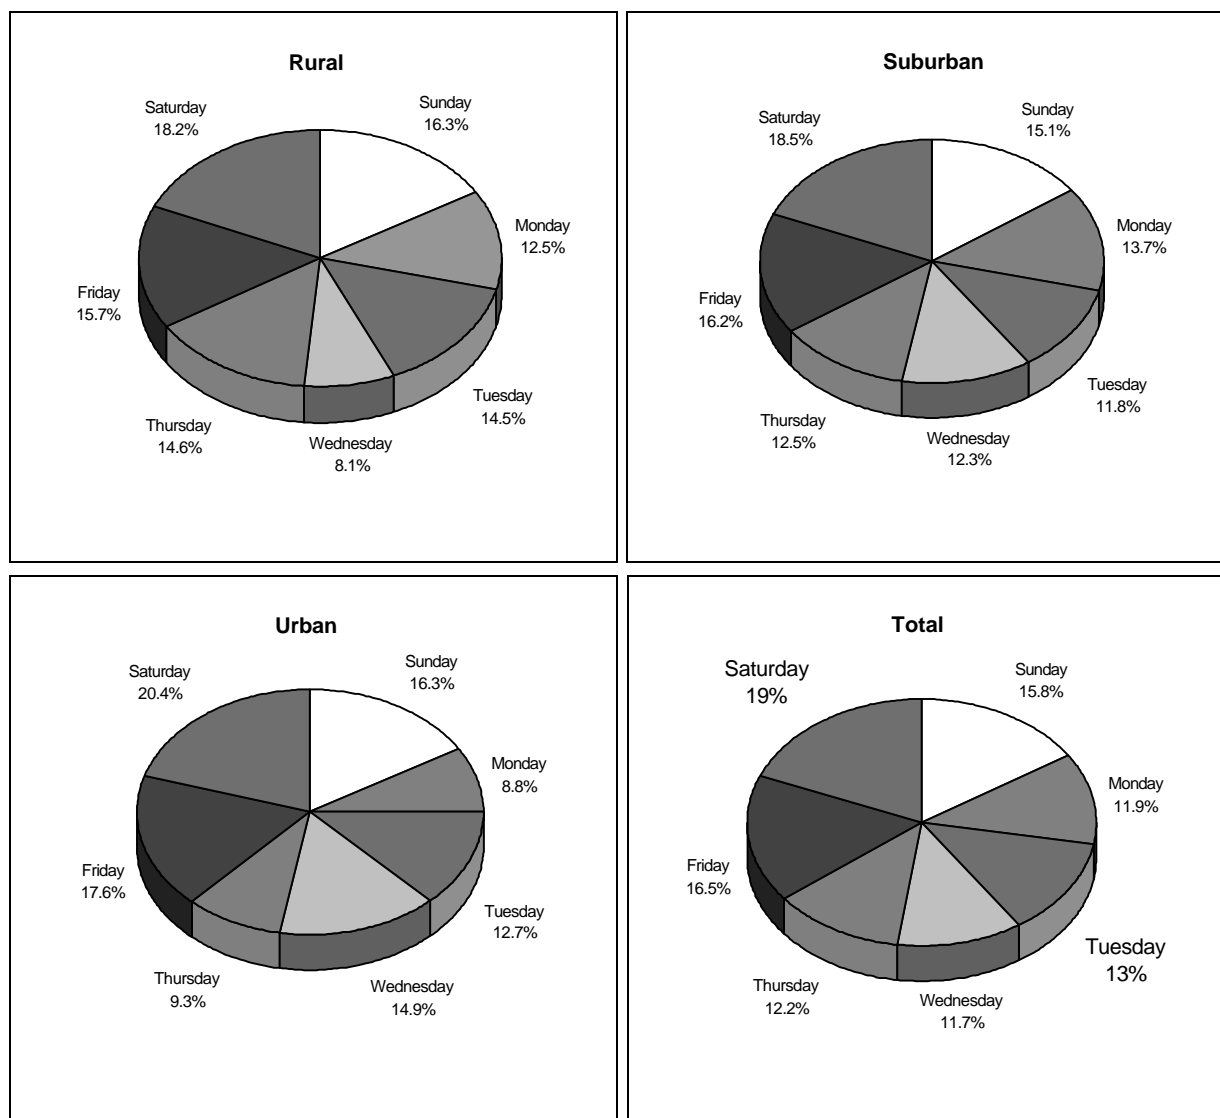 Rural
Saturday
18.2%
Sunday
16.3%
Monday
12.5%
Friday
15.7%
Tuesday
14.5%
Thursday
14.6%
Wednesday
8.1%
Suburban
Saturday
18.5%
Sunday
15.1%
Monday
13.7%
Friday
16.2%
Tuesday
11.8%
Thursday
12.5%
Wednesday
12.3%
Urban
Saturday
20.4%
Sunday
16.3%
Monday
8.8%
Friday
17.6%
Tuesday
12.7%
Thursday
9.3%
Wednesday
14.9%
Total
Saturday
19%
Sunday
15.8%
Monday
11.9%
Friday
16.5%
Tuesday
13%
Thursday
12.2%
Wednesday
11.7%